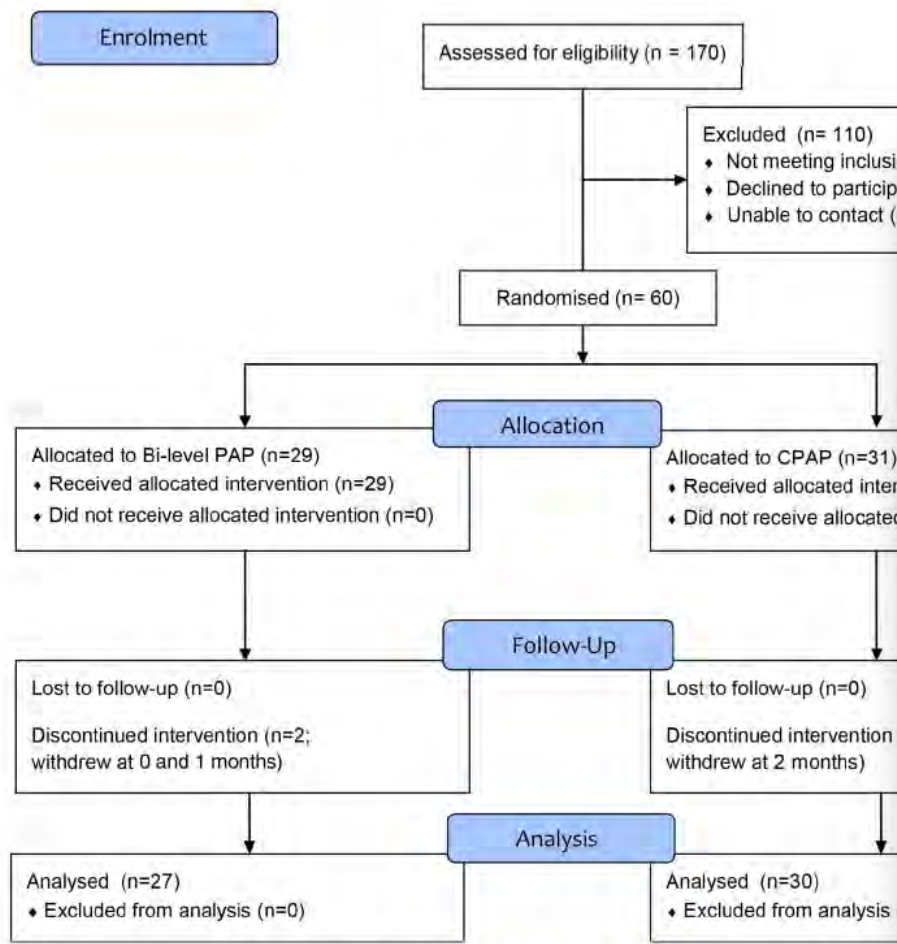 Enrolment
Assessed for eligibility (n = 170)
Excluded (n= 110)
♦ Not meeting
♦ Declined to
♦ Unable to contact (
Randomised (n= 60)
Allocation
Allocated to Bi-level PAP (n=29)
♦ Received allocated intervention (n=29)
♦ Did not receive allocated intervention (n=0)
Allocated to CPAP (n=31)
♦ Received allocated
♦ Did not receive allocated
Follow-Up
Lost to follow-up (n=0)
Discontinued intervention (n=2;
withdrew at 0 and 1 months)
Lost to follow-up (n=0)
Discontinued intervention
withdrew at 2 months)
Analysis
Analysed (n=27)
♦ Excluded from analysis (n=0)
Analysed (n=30)
♦ Excluded from analysis